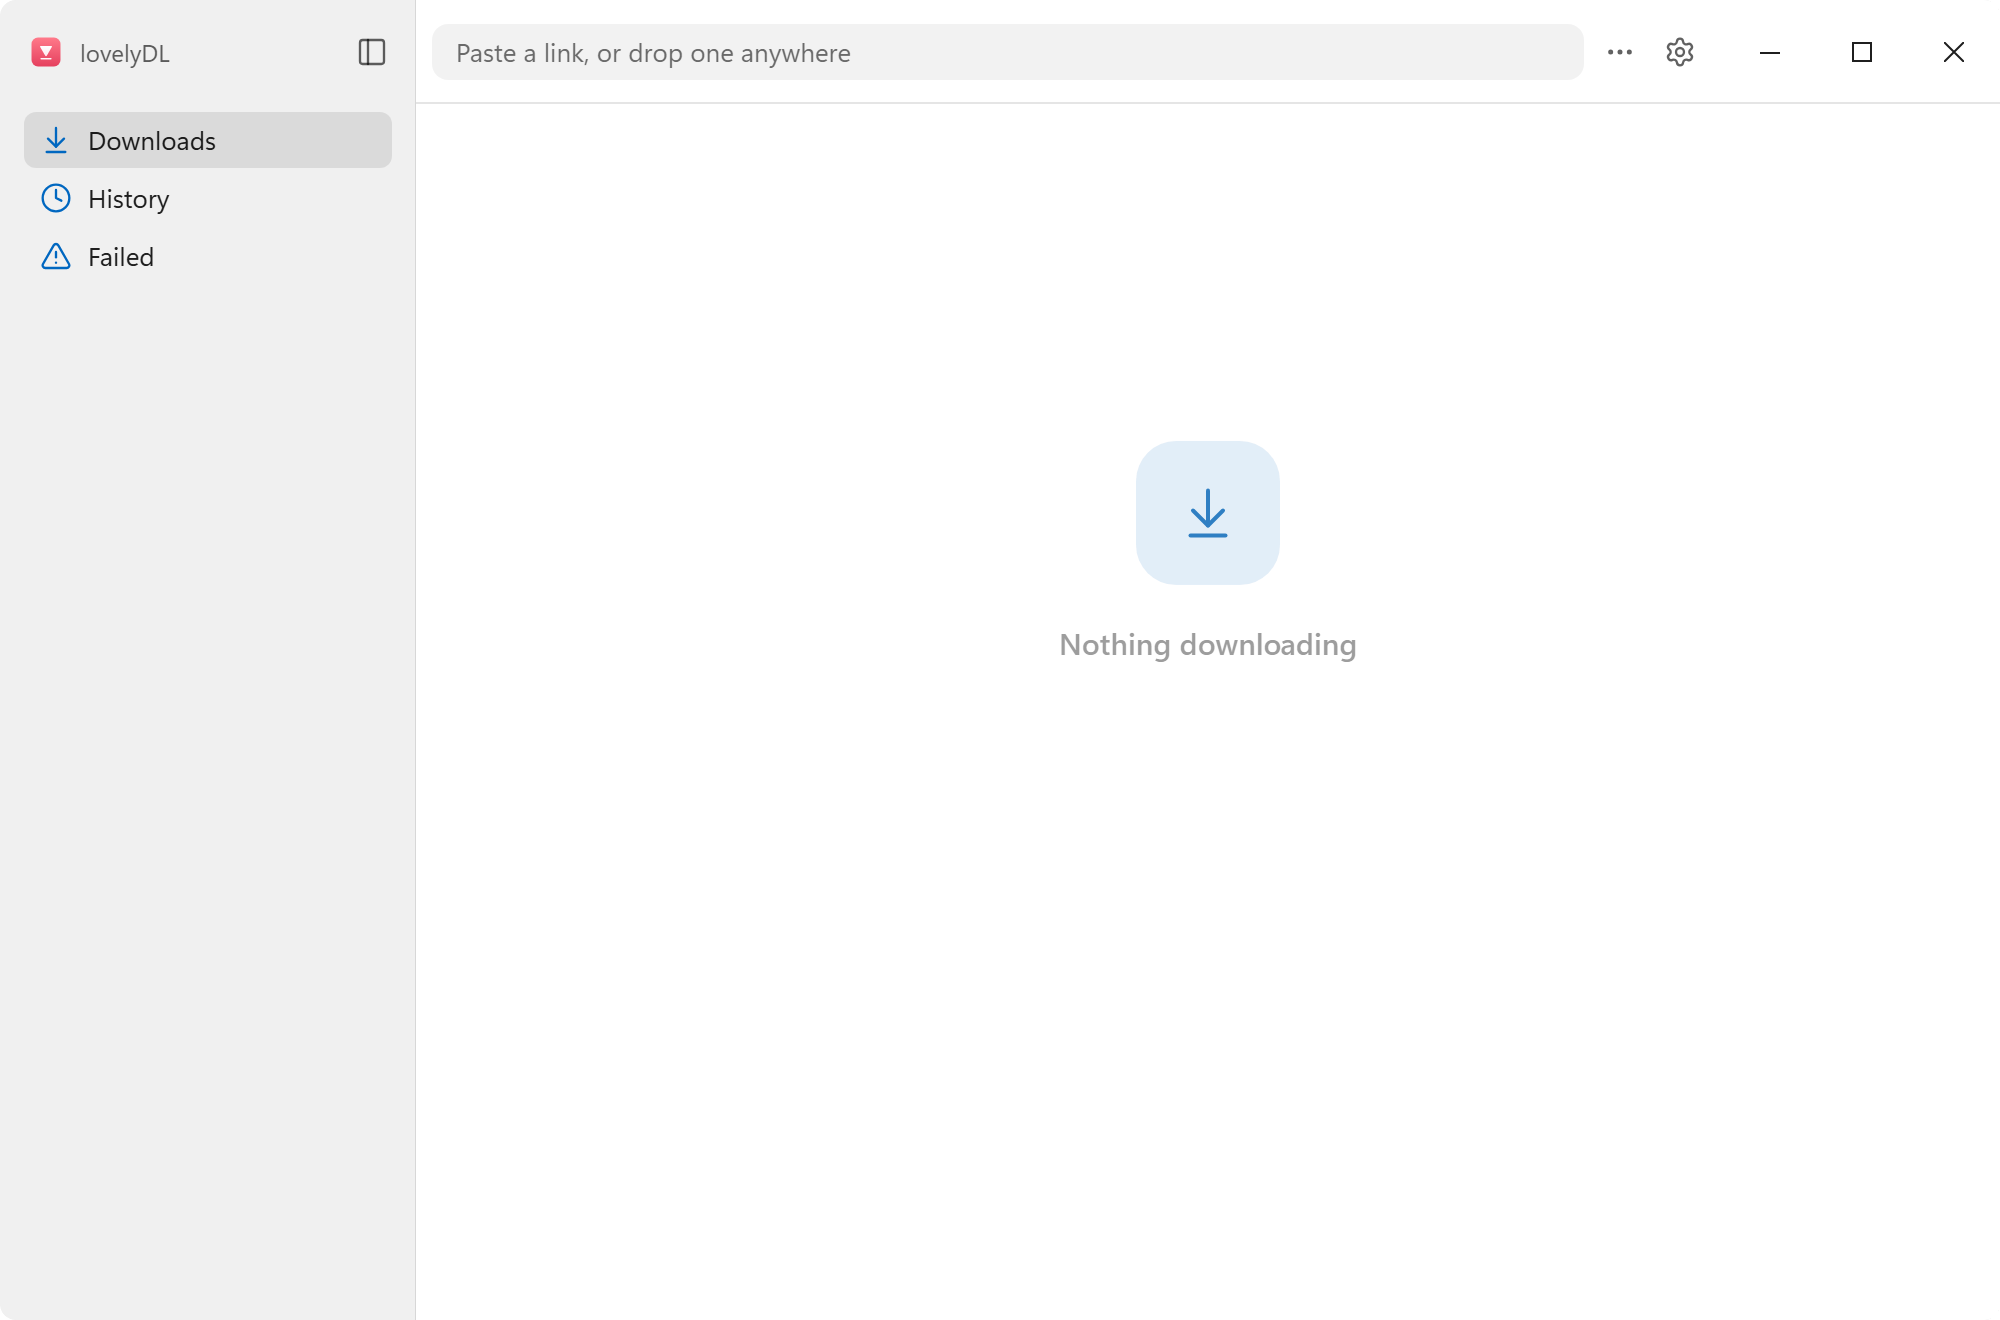 lovelyDL
Paste a link, or drop one anywhere
Downloads
History
Failed
Nothing downloading